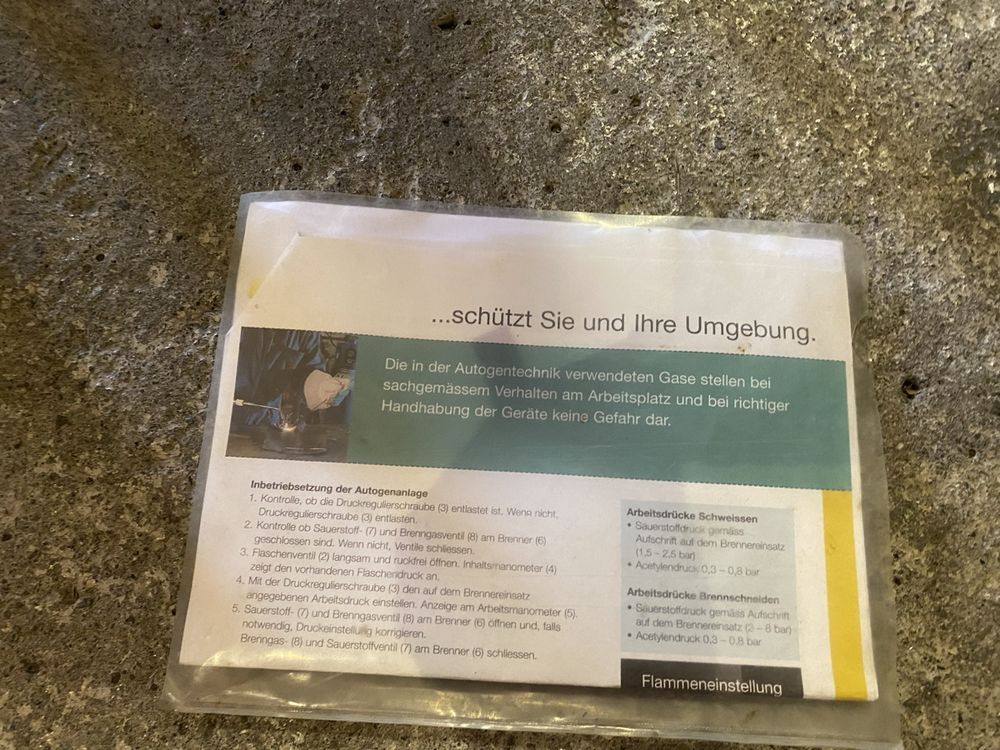 ...schützt Sie und Ihre Umgebung.
Die in der Autogentechnik verwendeten Gase stellen bei
sachgemässem Verhalten am Arbeitsplatz und bei richtiger
Handhabung der Geräte keine Gefahr dar.
Inbetriebsetzung der Autogenanlage
1. Kontrolle, ob die Druckregulierschraube (3) entlastet ist. Wenn nicht,
Druckregulierschraube (3) entlasten.
2. Kontrolle ob Sauerstoff- (7) und Brenngasventil (8) am Brenner (6)
geschlossen sind. Wenn nicht, Ventile schliessen.
3. Flaschenventil (2) langsam und ruckfrei öffnen. Inhaltsmanometer (4)
zeigt den vorhandenen Flaschendruck an.
4. Mit der Druckregulierschraube (3) den auf dem Brennereinsatz
angegebenen Arbeitsdruck einstellen. Anzeige am Arbeitsmanometer (5).
5. Sauerstoff- (7) und Brenngasventil (8) am Brenner (6) öffnen und, falls
notwendig, Druckeinstellung korrigieren.
Brenngas- (8) und Sauerstoffventil (7) am Brenner (6) schliessen.
Arbeitsdrücke Schweissen
• Sauerstoffdruck gemäss
Aufschrift auf dem Brennereinsatz
(1,5 – 2,5 bar)
• Acetylendruck 0,3 – 0,8 bar
Arbeitsdrücke Brennschneiden
• Sauerstoffdruck gemäss Aufschrift
auf dem Brennereinsatz (2 – 8 bar)
• Acetylendruck 0,3 – 0,8 bar
Flammeneinstellung